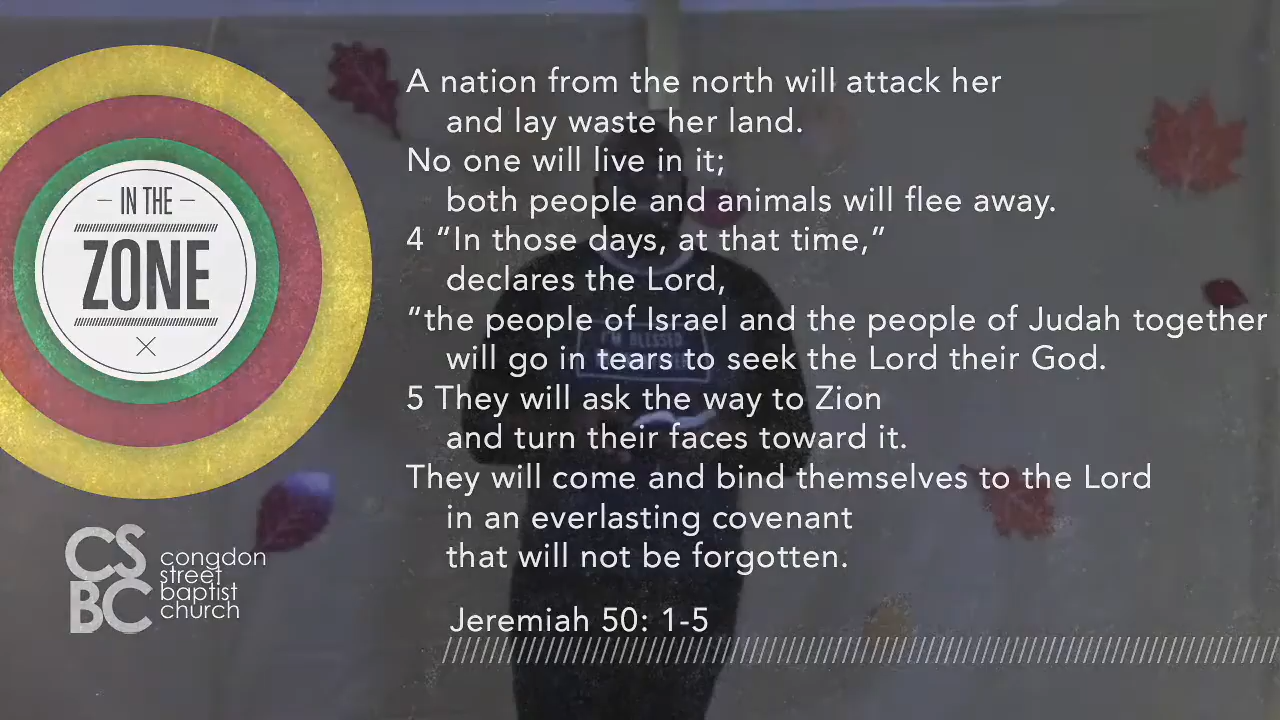 IN THE
ZONE
A nation from the north will attack her
and lay waste her land.
No one will live in it;
both people and animals will flee away.
4 “In those days, at that time,”
declares the Lord,
“the people of Israel and the people of Judah together
will go in tears to seek the Lord their God.
5 They will ask the way to Zion
and turn their faces toward it.
They will come and bind themselves to the Lord
in an everlasting covenant
that will not be forgotten.
Jeremiah 50: 1-5
CS
BC
congdon
street
baptist
church
I'M BLESSED